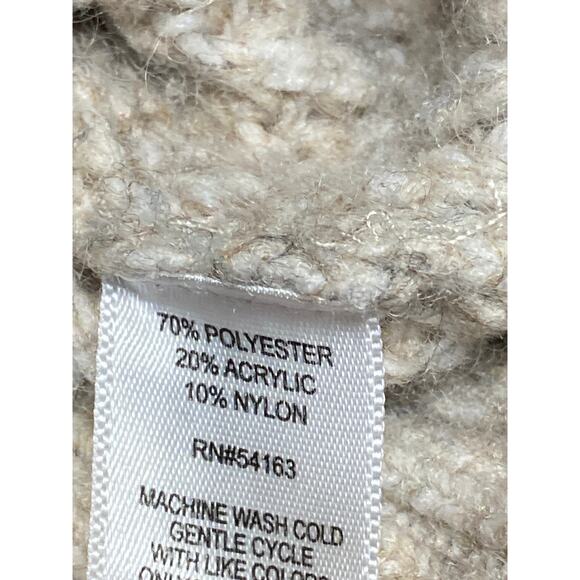 70% POLYESTER
20% ACRYLIC
10% NYLON
RN#54163
MACHINE WASH COLD
GENTLE CYCLE
WITH LIKE COLORS